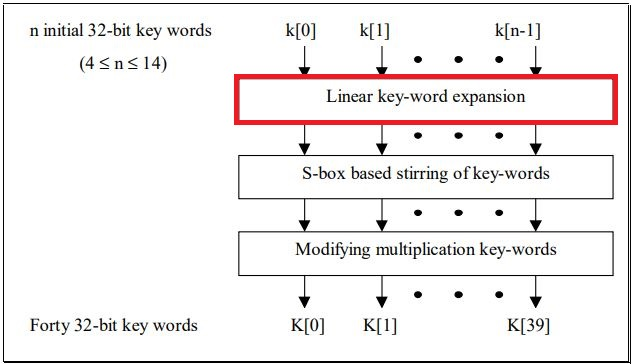 n initial 32-bit key words k[0] k[1] k[n-1]
(4 ≤ n ≤ 14)
Linear key-word expansion
S-box based stirring of key-words
Modifying multiplication key-words
Forty 32-bit key words K[0] K[1] K[39]